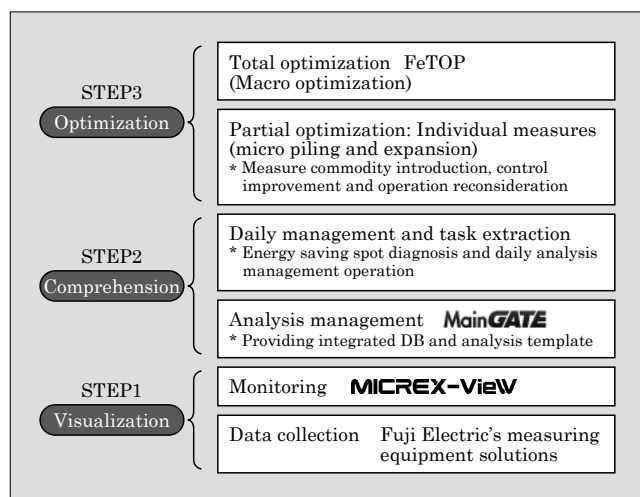 STEP3
Optimization
Total optimization FeTOP
(Macro optimization)
Partial optimization: Individual measures
(micro piling and expansion)
* Measure commodity introduction, control
improvement and operation reconsideration
STEP2
Comprehension
Daily management and task extraction
* Energy saving spot diagnosis and daily analysis
management operation
Analysis management MainGATE
* Providing integrated DB and analysis template
STEP1
Visualization
Monitoring MICREX-VieW
Data collection Fuji Electric's measuring
equipment solutions